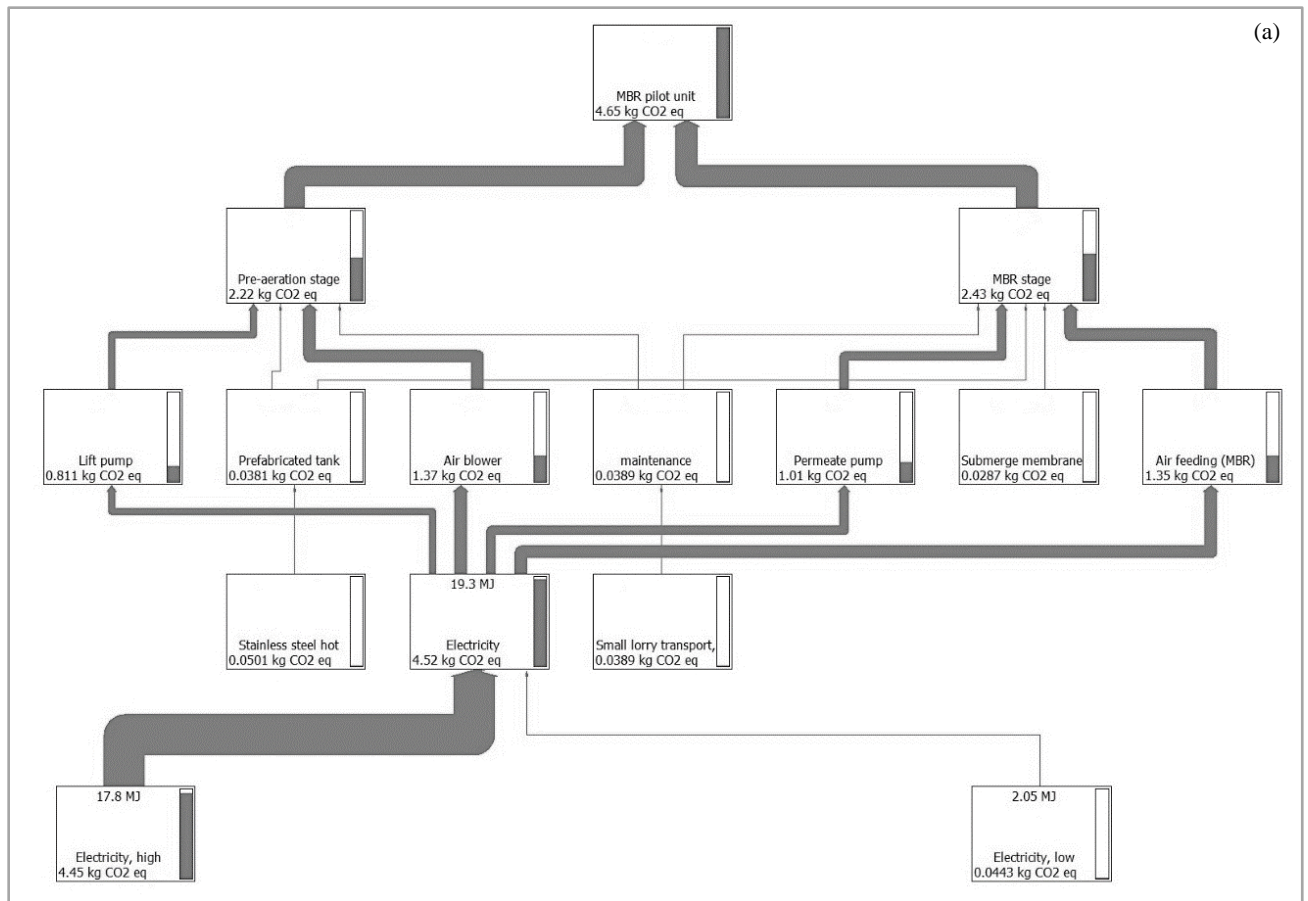 (a)
MBR pilot unit
4.65 kg CO2 eq
Pre-aeration stage
2.22 kg CO2 eq
MBR stage
2.43 kg CO2 eq
Lift pump
0.811 kg CO2 eq
Prefabricated tank
0.0381 kg CO2 eq
Air blower
1.37 kg CO2 eq
maintenance
0.0389 kg CO2 eq
Permeate pump
1.01 kg CO2 eq
Submerge membrane
0.0287 kg CO2 eq
Air feeding (MBR)
1.35 kg CO2 eq
Stainless steel hot
0.0501 kg CO2 eq
19.3 MJ
Electricity
4.52 kg CO2 eq
Small lorry transport,
0.0389 kg CO2 eq
17.8 MJ
Electricity, high
4.45 kg CO2 eq
2.05 MJ
Electricity, low
0.0443 kg CO2 eq